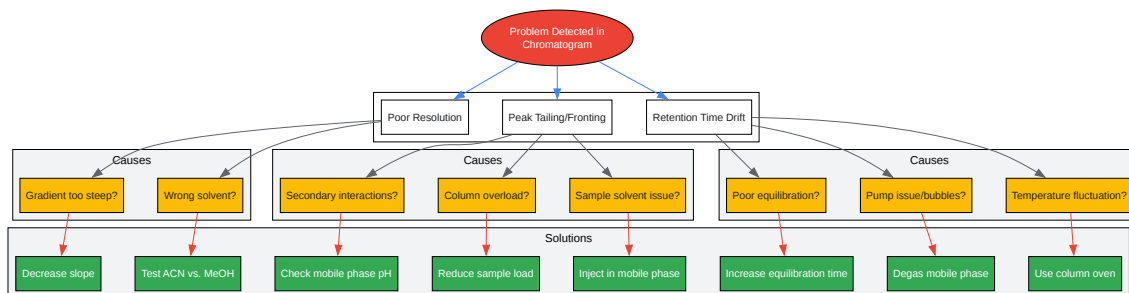 Problem Detected in
Chromatogram
Poor Resolution
Peak Tailing/Fronting
Retention Time Drift
Causes
Causes
Causes
Gradient too steep?
Wrong solvent?
Secondary interactions?
Column overload?
Sample solvent issue?
Poor equilibration?
Pump issue/bubbles?
Temperature fluctuation?
Solutions
Decrease slope
Test ACN vs. MeOH
Check mobile phase pH
Reduce sample load
Inject in mobile phase
Increase equilibration time
Degas mobile phase
Use column oven